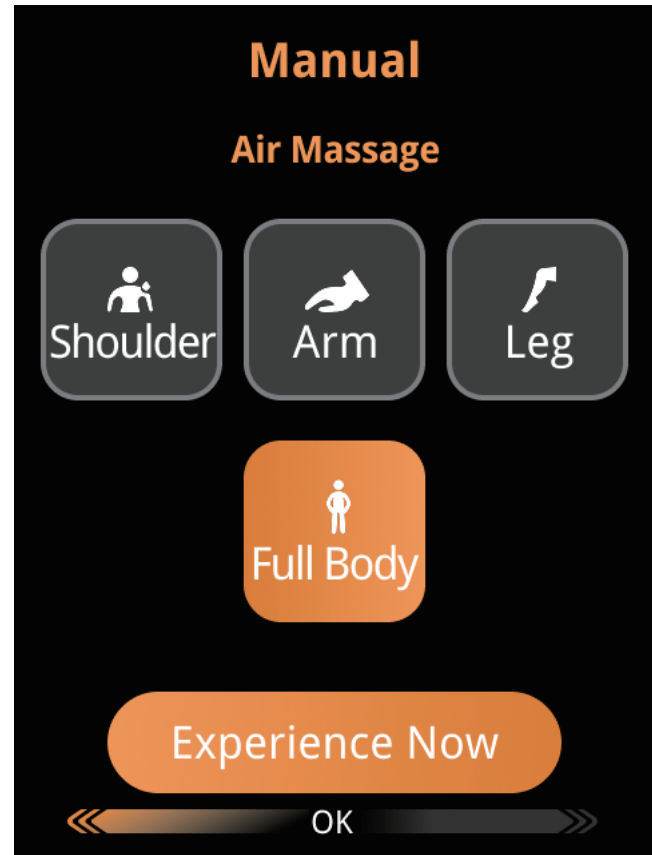 Manual
Air Massage
Shoulder Arm Leg
Full Body
Experience Now
OK